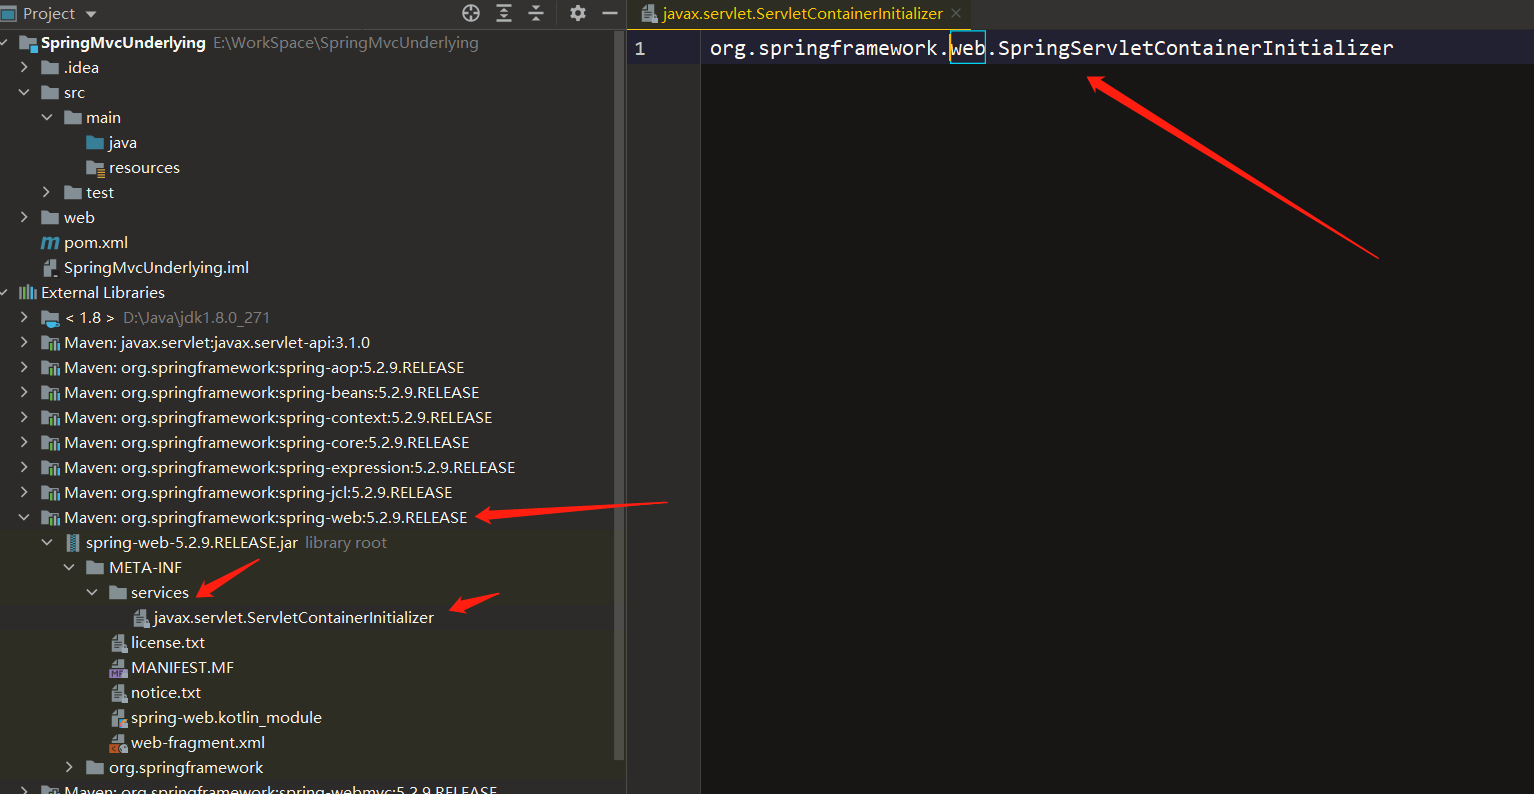 Project
javax.servlet.ServletContainerInitializer
SpringMvcUnderlying E:\WorkSpace\SpringMvcUnderlying
.idea
src
main
java
resources
test
web
pom.xml
SpringMvcUnderlying.iml
External Libraries
< 1.8 > D:\Java\jdk1.8.0_271
Maven: javax.servlet:javax.servlet-api:3.1.0
Maven: org.springframework:spring-aop:5.2.9.RELEASE
Maven: org.springframework:spring-beans:5.2.9.RELEASE
Maven: org.springframework:spring-context:5.2.9.RELEASE
Maven: org.springframework:spring-core:5.2.9.RELEASE
Maven: org.springframework:spring-expression:5.2.9.RELEASE
Maven: org.springframework:spring-jcl:5.2.9.RELEASE
Maven: org.springframework:spring-web:5.2.9.RELEASE
spring-web-5.2.9.RELEASE.jar library root
META-INF
services
javax.servlet.ServletContainerInitializer
license.txt
MANIFEST.MF
notice.txt
spring-web.kotlin_module
web-fragment.xml
org.springframework
Maven: org.springframework:spring-webmvc:5.2.9.RELEASE
1 org.springframework.web.SpringServletContainerInitializer